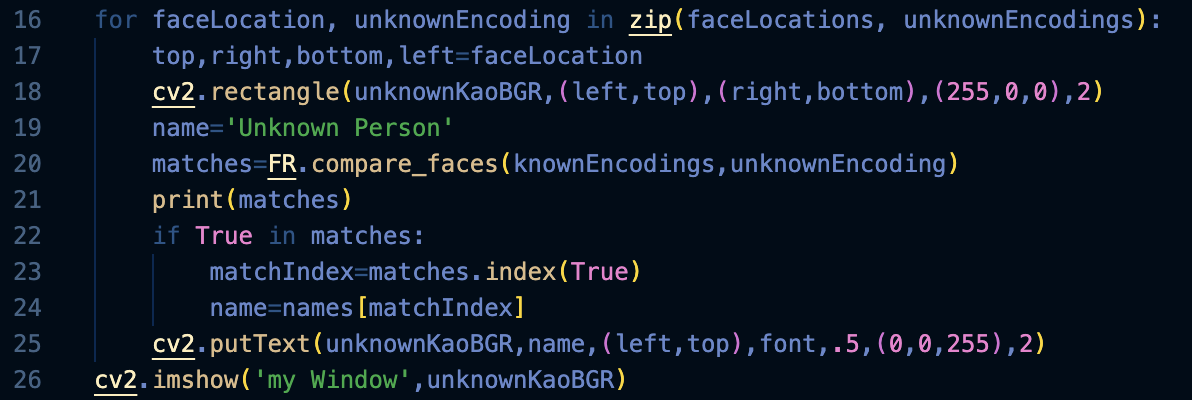 16 for faceLocation, unknownEncoding in zip(faceLocations, unknownEncodings):
17     top,right,bottom,left=faceLocation
18     cv2.rectangle(unknownKaoBGR,(left,top),(right,bottom),(255,0,0),2)
19     name='Unknown Person'
20     matches=FR.compare_faces(knownEncodings,unknownEncoding)
21     print(matches)
22     if True in matches:
23         matchIndex=matches.index(True)
24         name=names[matchIndex]
25     cv2.putText(unknownKaoBGR,name,(left,top),font,.5,(0,0,255),2)
26 cv2.imshow('my Window',unknownKaoBGR)